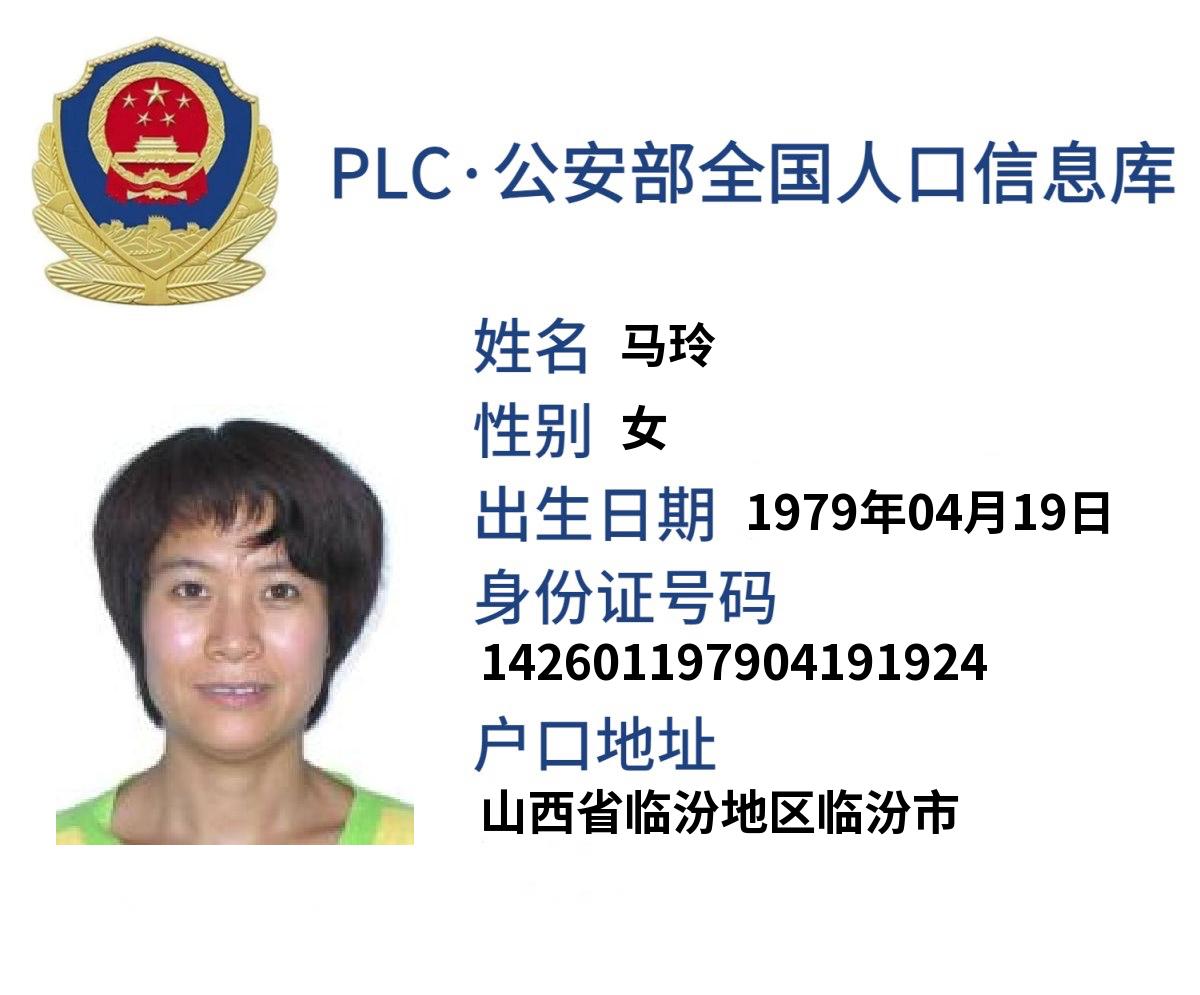 PLC·公安部全国人口信息库
姓名 马玲
性别 女
出生日期 1979年04月19日
身份证号码
142601197904191924
户口地址
山西省临汾地区临汾市